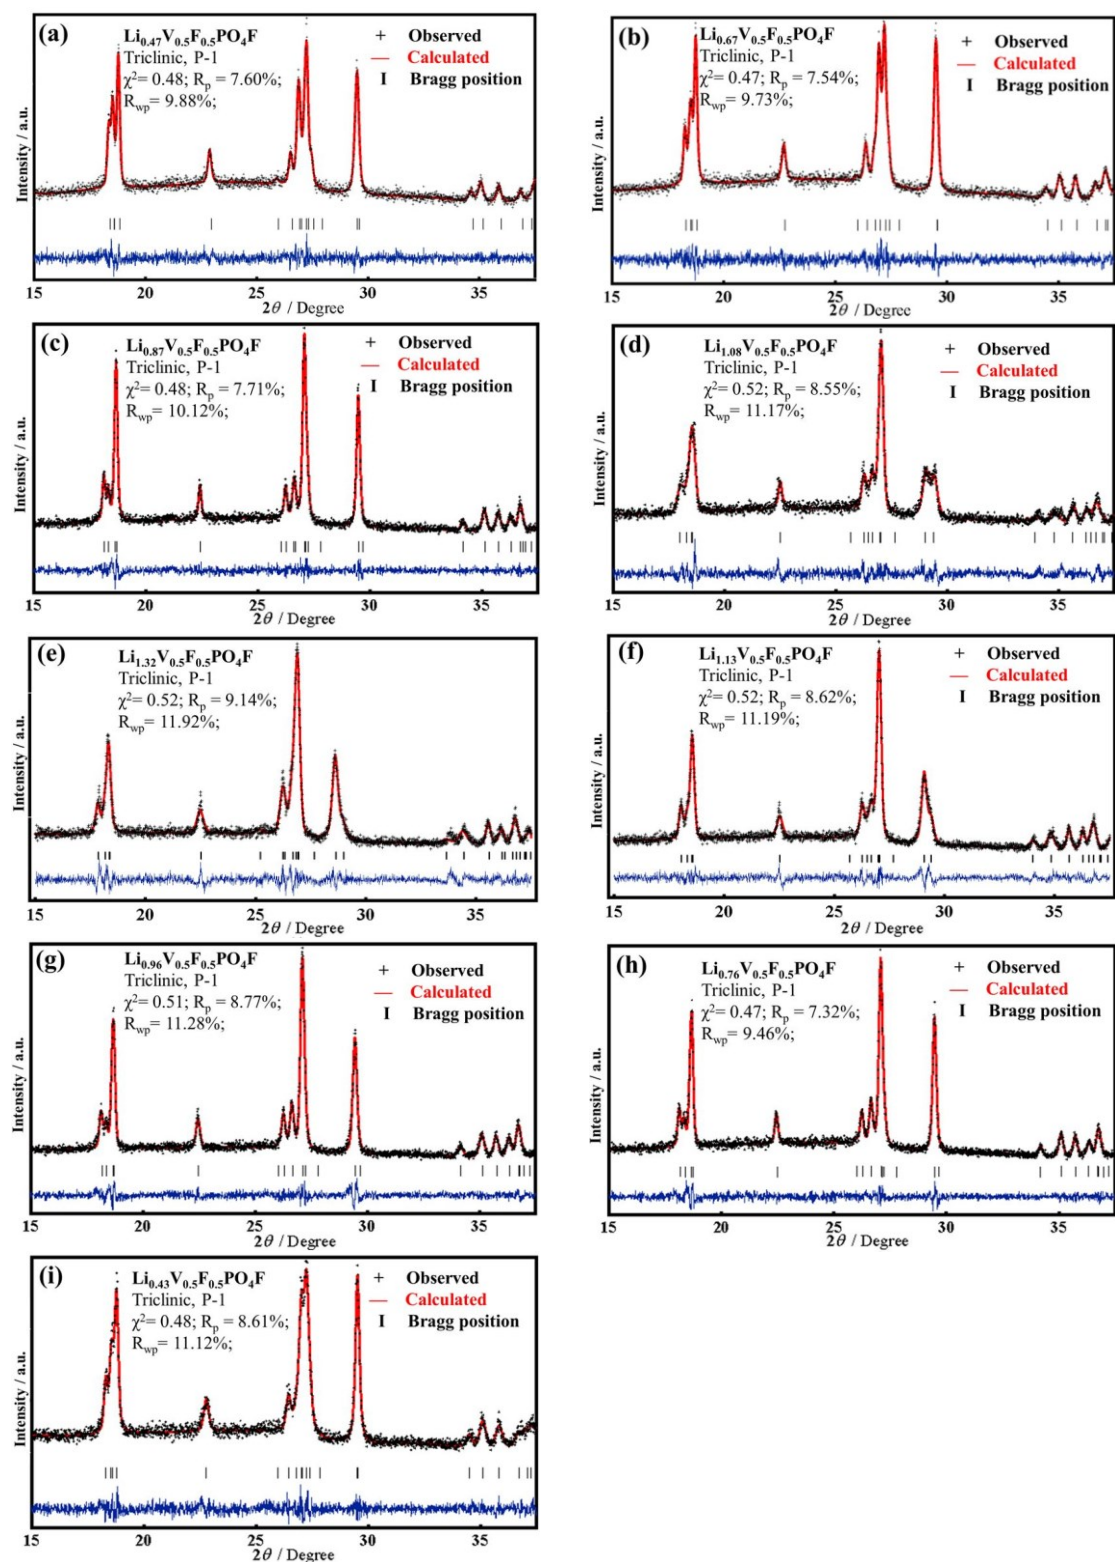 (a)
Li0.47V0.5F0.5PO4F
Triclinic, P-1
χ2= 0.48; Rp = 7.60%;
Rwp= 9.88%;
+ Observed
— Calculated
I Bragg position
Intensity / a.u.
15 20 25 30 35
2θ / Degree
(b)
Li0.67V0.5F0.5PO4F
Triclinic, P-1
χ2= 0.47; Rp = 7.54%;
Rwp= 9.73%;
+ Observed
— Calculated
I Bragg position
Intensity / a.u.
15 20 25 30 35
2θ / Degree
(c)
Li0.87V0.5F0.5PO4F
Triclinic, P-1
χ2= 0.48; Rp = 7.71%;
Rwp= 10.12%;
+ Observed
— Calculated
I Bragg position
Intensity / a.u.
15 20 25 30 35
2θ / Degree
(d)
Li1.08V0.5F0.5PO4F
Triclinic, P-1
χ2= 0.52; Rp = 8.55%;
Rwp= 11.17%;
+ Observed
— Calculated
I Bragg position
Intensity / a.u.
15 20 25 30 35
2θ / Degree
(e)
Li1.32V0.5F0.5PO4F
Triclinic, P-1
χ2= 0.52; Rp = 9.14%;
Rwp= 11.92%;
+ Observed
— Calculated
I Bragg position
Intensity / a.u.
15 20 25 30 35
2θ / Degree
(f)
Li1.13V0.5F0.5PO4F
Triclinic, P-1
χ2= 0.52; Rp = 8.62%;
Rwp= 11.19%;
+ Observed
— Calculated
I Bragg position
Intensity / a.u.
15 20 25 30 35
2θ / Degree
(g)
Li0.96V0.5F0.5PO4F
Triclinic, P-1
χ2= 0.51; Rp = 8.77%;
Rwp= 11.28%;
+ Observed
— Calculated
I Bragg position
Intensity / a.u.
15 20 25 30 35
2θ / Degree
(h)
Li0.76V0.5F0.5PO4F
Triclinic, P-1
χ2= 0.47; Rp = 7.32%;
Rwp= 9.46%;
+ Observed
— Calculated
I Bragg position
Intensity / a.u.
15 20 25 30 35
2θ / Degree
(i)
Li0.43V0.5F0.5PO4F
Triclinic, P-1
χ2= 0.48; Rp = 8.61%;
Rwp= 11.12%;
+ Observed
— Calculated
I Bragg position
Intensity / a.u.
15 20 25 30 35
2θ / Degree